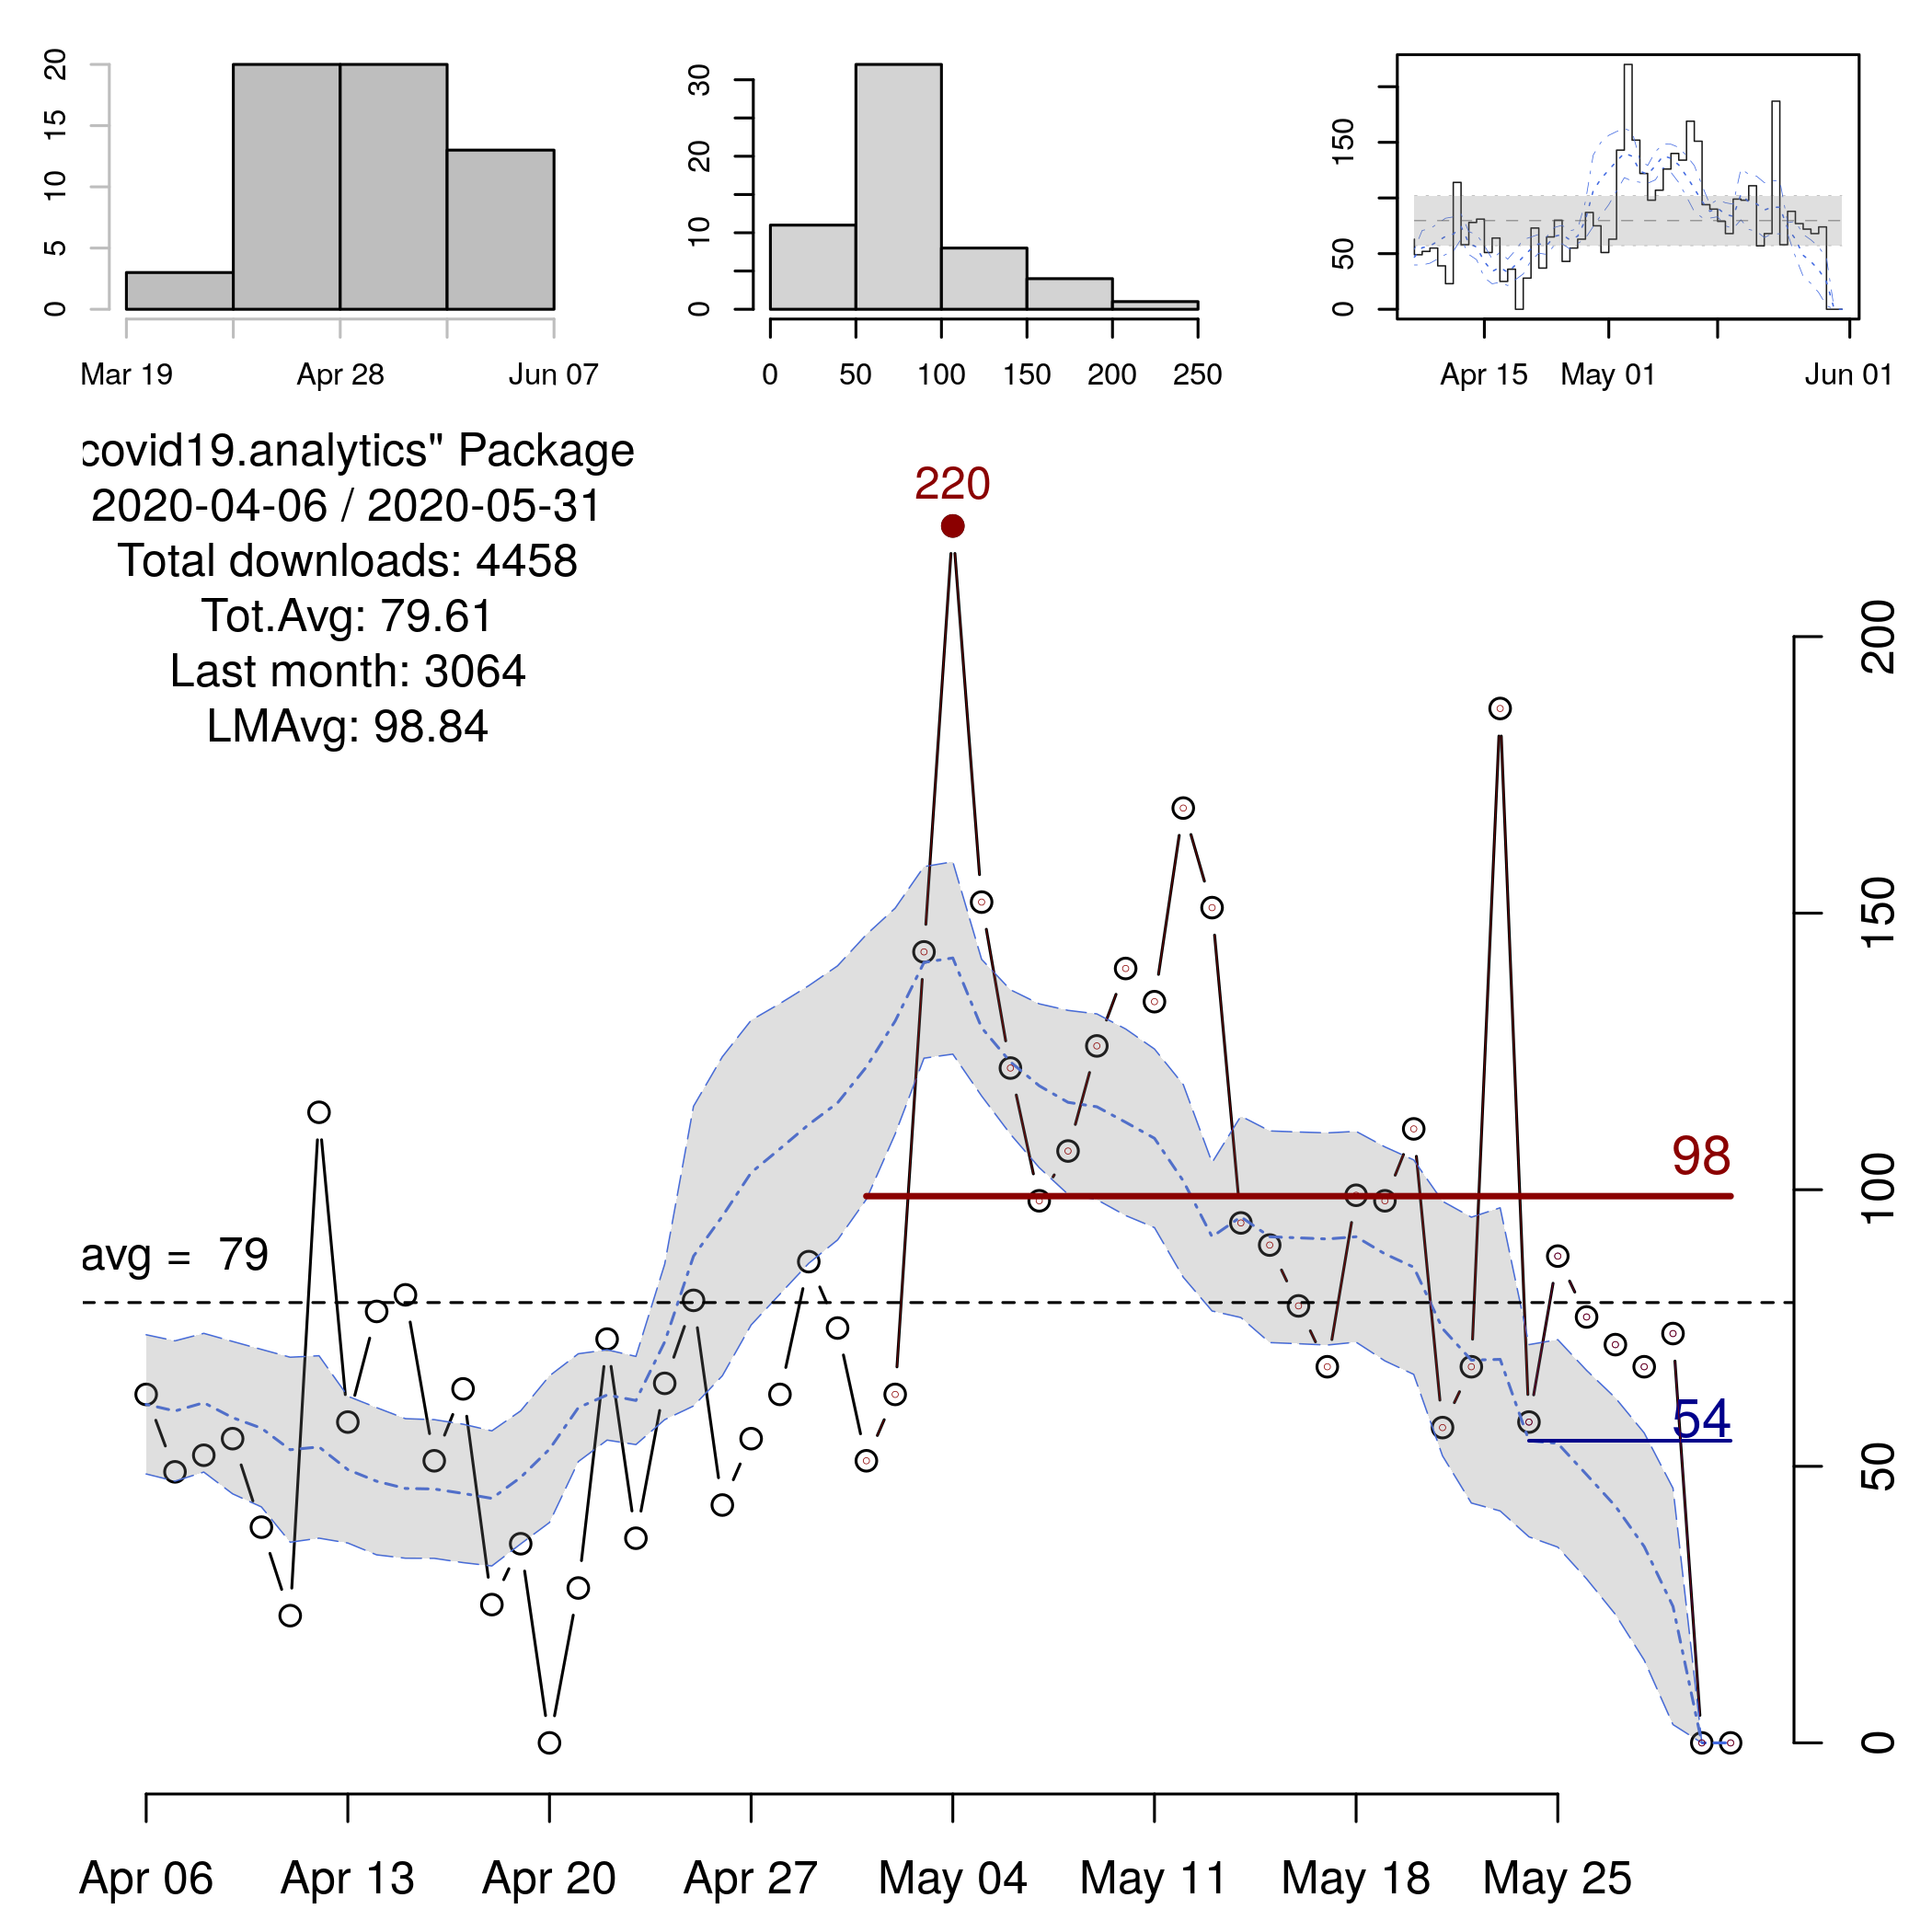 20
15
10
5
0
Mar 19 Apr 28 Jun 07
30
20
10
0
0 50 100 150 200 250
150
50
0
Apr 15 May 01 Jun 01
covid19.analytics" Package
2020-04-06 / 2020-05-31
Total downloads: 4458
Tot.Avg: 79.61
Last month: 3064
LMAvg: 98.84
220
200
150
98
100
avg = 79
54
50
0
Apr 06 Apr 13 Apr 20 Apr 27 May 04 May 11 May 18 May 25